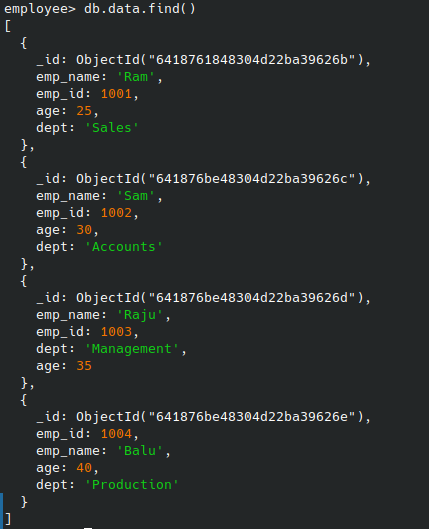 employee> db.data.find()
[
  {
    _id: ObjectId("6418761848304d22ba39626b"),
    emp_name: 'Ram',
    emp_id: 1001,
    age: 25,
    dept: 'Sales'
  },
  {
    _id: ObjectId("641876be48304d22ba39626c"),
    emp_name: 'Sam',
    emp_id: 1002,
    age: 30,
    dept: 'Accounts'
  },
  {
    _id: ObjectId("641876be48304d22ba39626d"),
    emp_name: 'Raju',
    emp_id: 1003,
    dept: 'Management',
    age: 35
  },
  {
    _id: ObjectId("641876be48304d22ba39626e"),
    emp_id: 1004,
    emp_name: 'Balu',
    age: 40,
    dept: 'Production'
  }
]